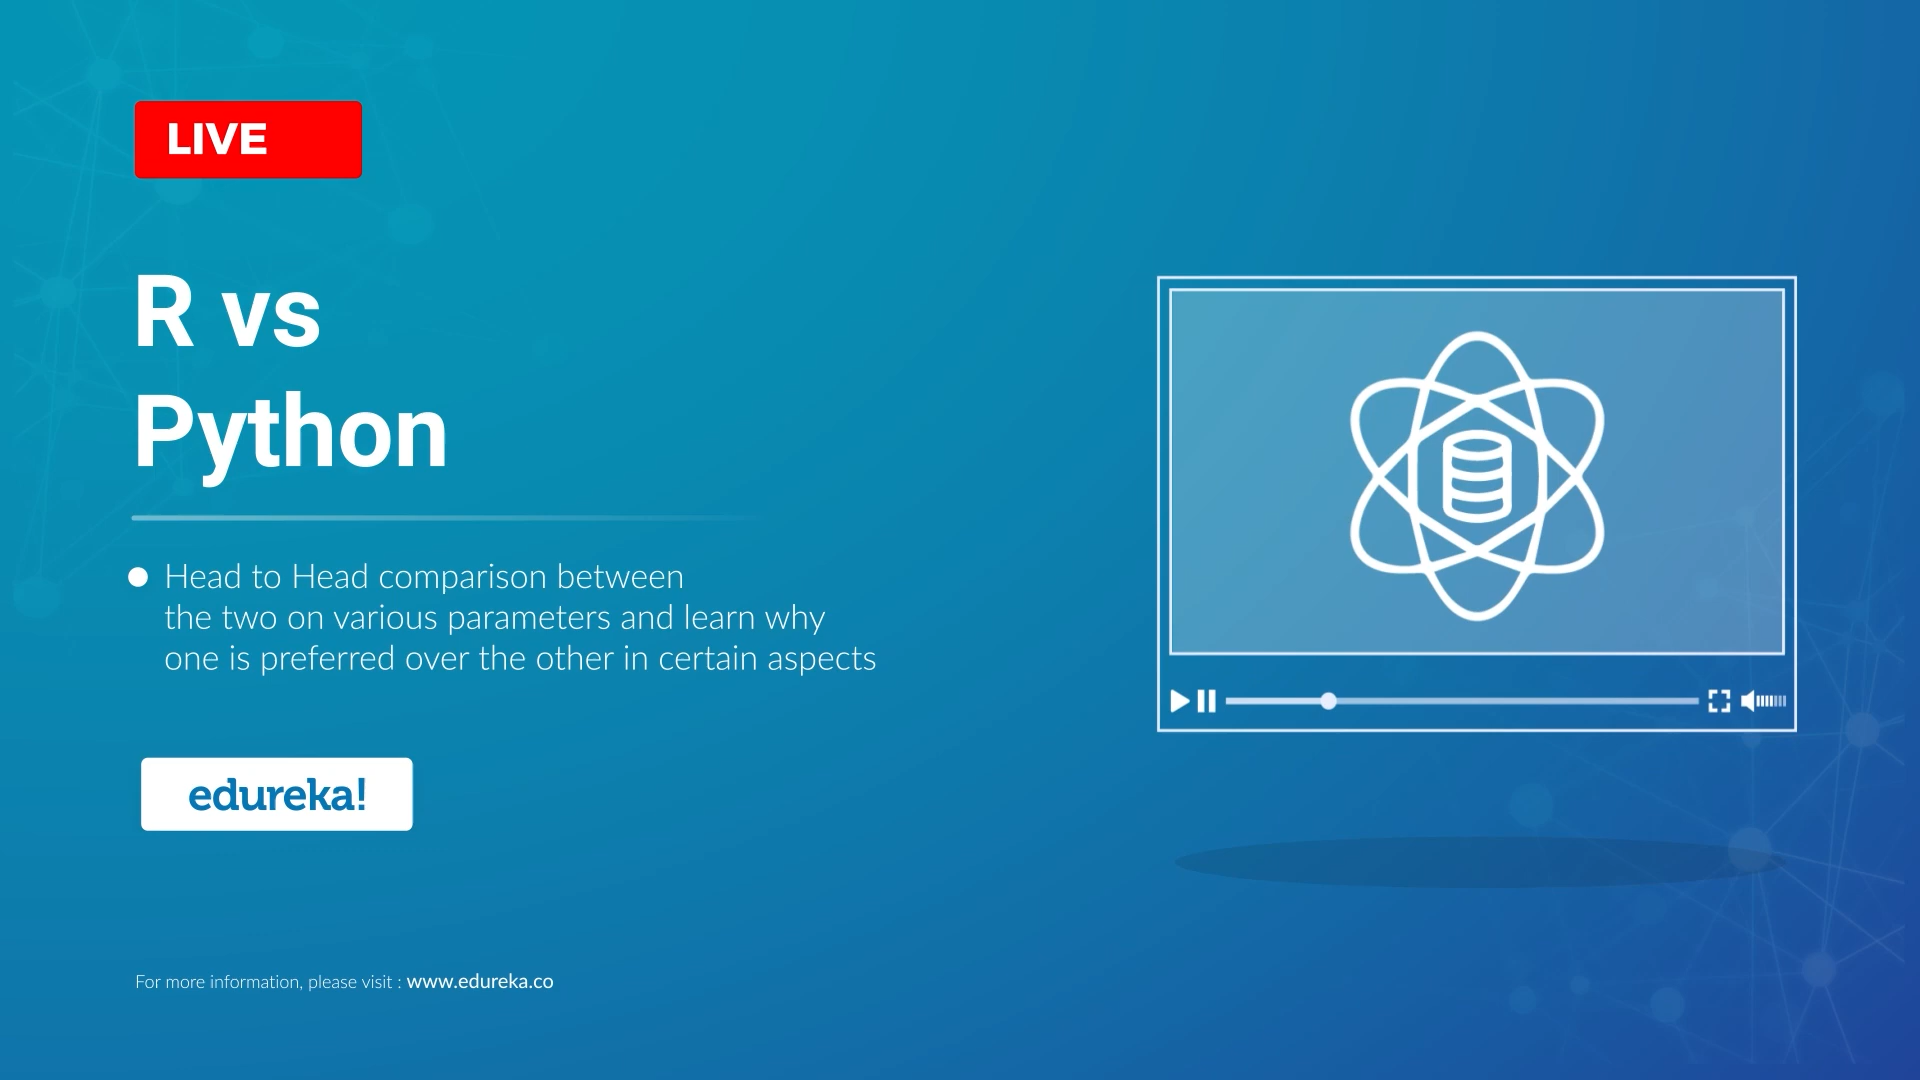 LIVE
R vs
Python
Head to Head comparison between
the two on various parameters and learn why
one is preferred over the other in certain aspects
edureka!
For more information, please visit : www.edureka.co